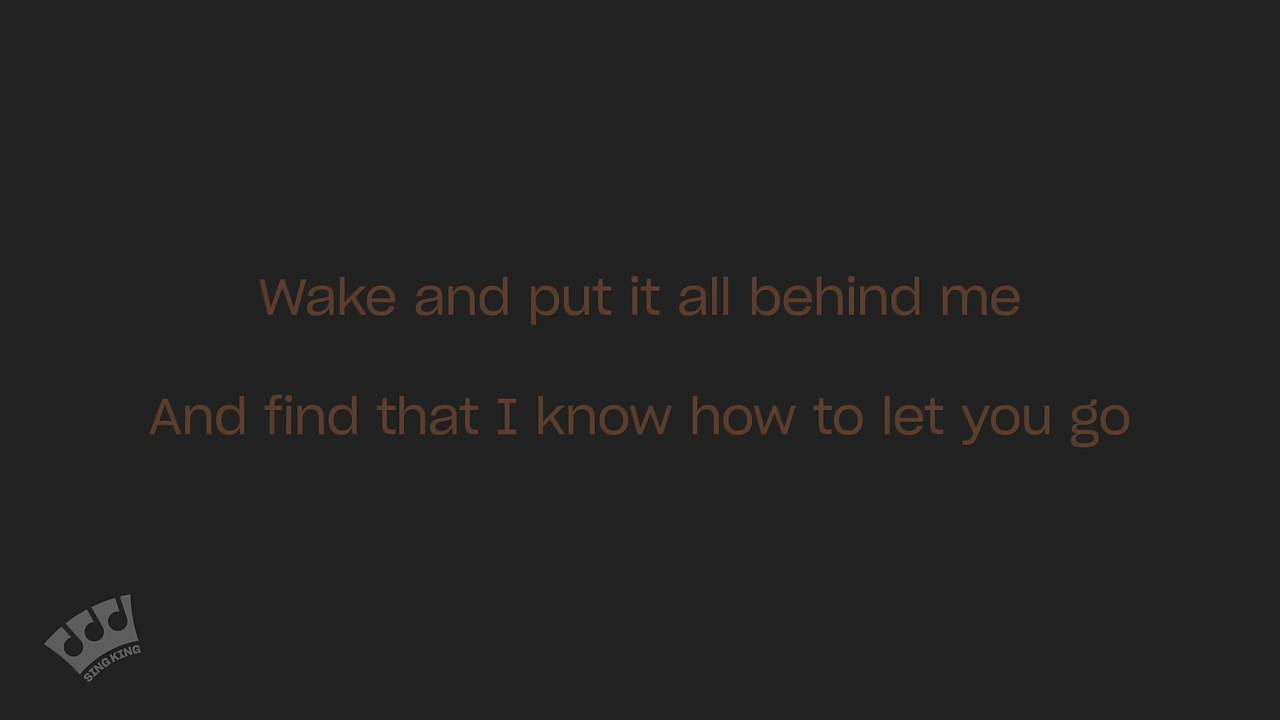 Wake and put it all behind me
And find that I know how to let you go
SING KING